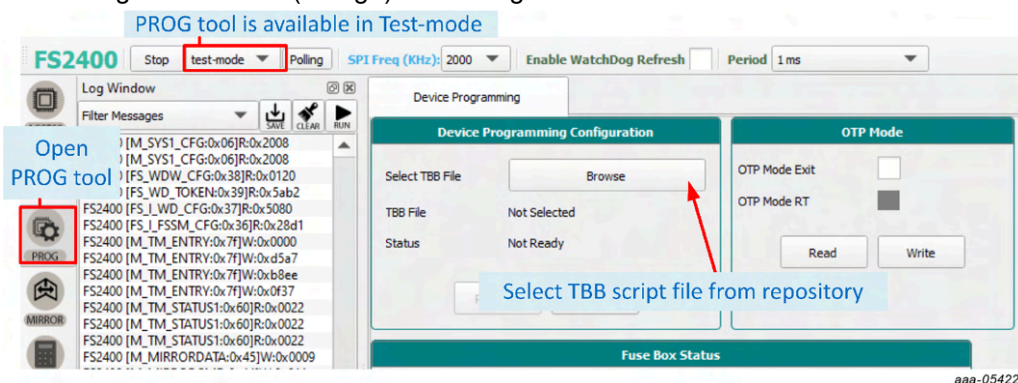 PROG tool is available in Test-mode
FS2400 Stop test-mode Polling SPI Freq (KHz): 2000 Enable WatchDog Refresh Period 1 ms
Log Window
Device Programming
Filter Messages SAVE CLEAR RUN
Device Programming Configuration OTP Mode
[M_SYS1_CFG:0x06]R:0x2008
[M_SYS1_CFG:0x06]R:0x2008
[FS_WDW_CFG:0x38]R:0x0120
[FS_WD_TOKEN:0x39]R:0x5ab2
FS2400 [FS_I_WD_CFG:0x37]R:0x5080
FS2400 [FS_I_FSSM_CFG:0x36]R:0x28d1
FS2400 [M_TM_ENTRY:0x7f]W:0x0000
FS2400 [M_TM_ENTRY:0x7f]W:0xd5a7
FS2400 [M_TM_ENTRY:0x7f]W:0xb8ee
FS2400 [M_TM_ENTRY:0x7f]W:0x0f37
FS2400 [M_TM_STATUS1:0x60]R:0x0022
FS2400 [M_TM_STATUS1:0x60]R:0x0022
FS2400 [M_TM_STATUS1:0x60]R:0x0022
FS2400 [M_MIRRORDATA:0x45]W:0x0009
Open
PROG tool
PROG
MIRROR
Select TBB File Browse
TBB File Not Selected
Status Not Ready
Select TBB script file from repository
OTP Mode Exit
OTP Mode RT
Read Write
Fuse Box Status
aaa-05422